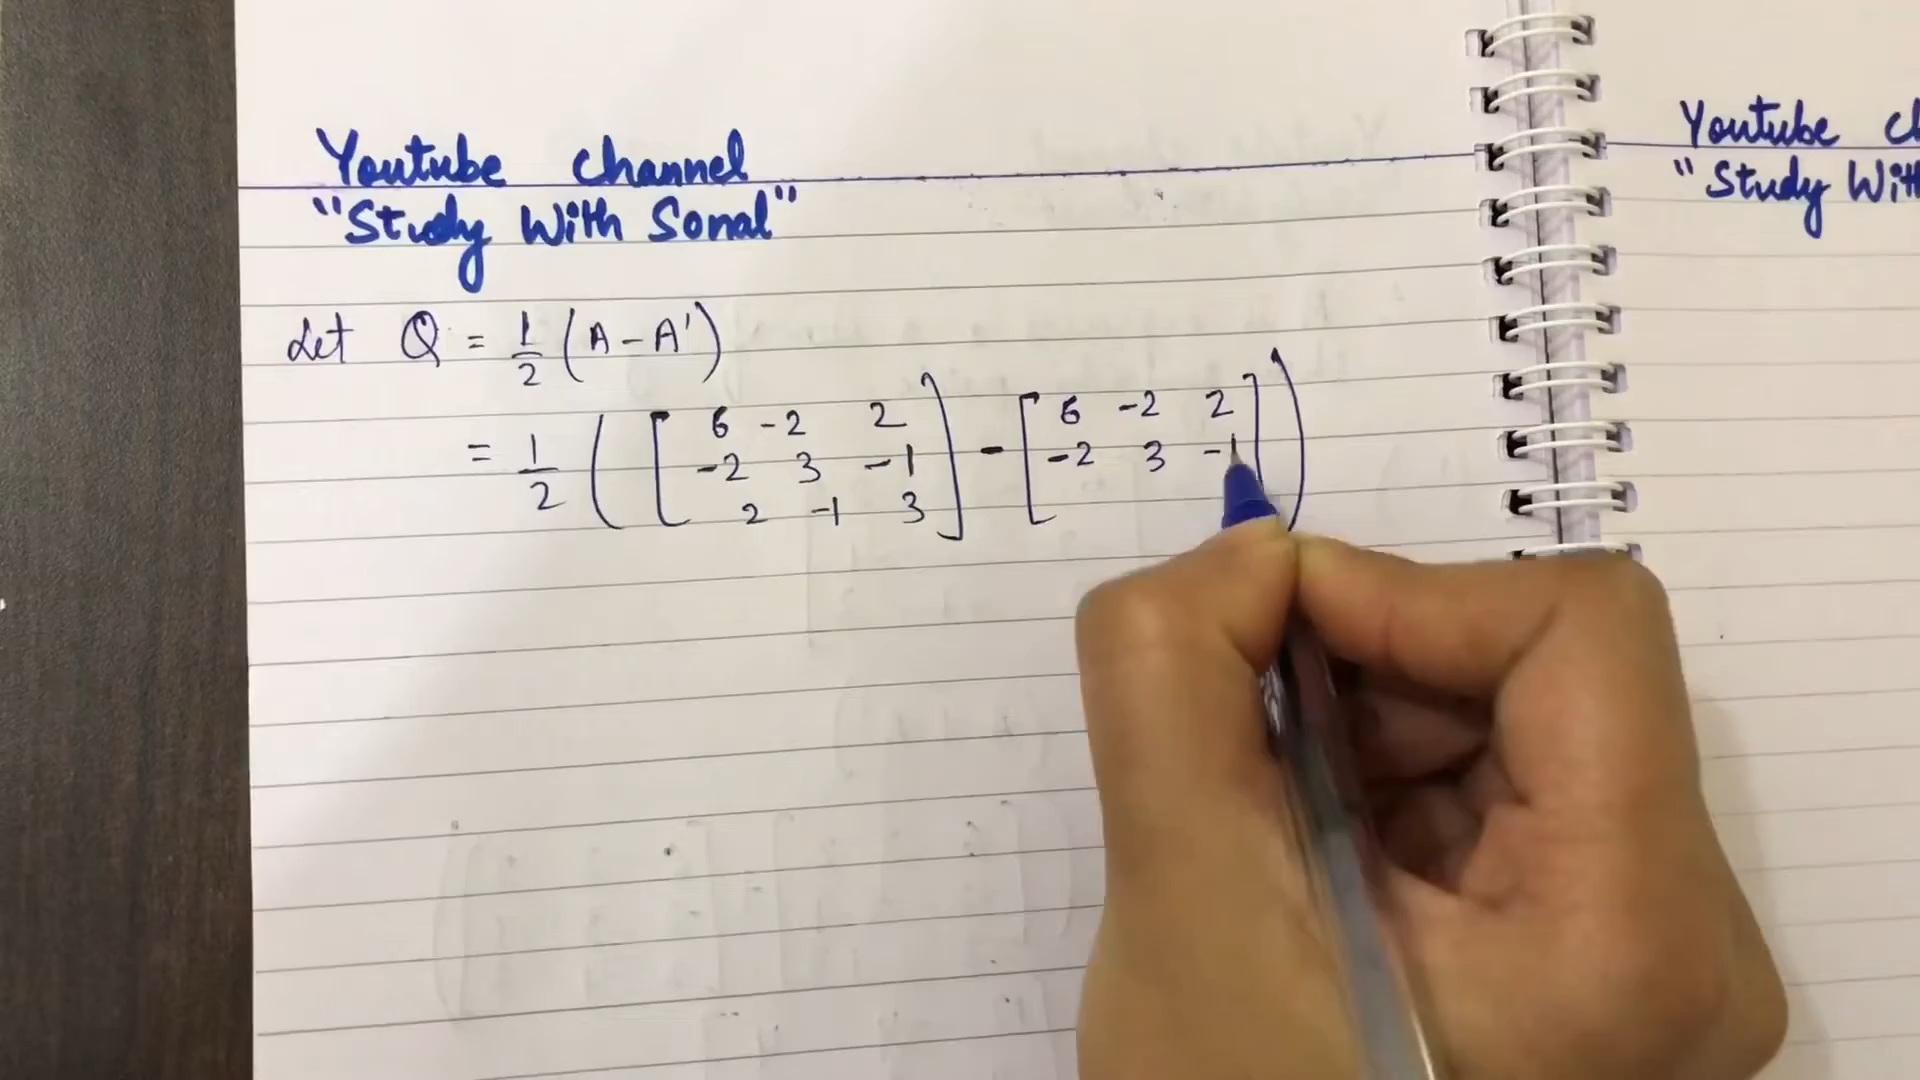 Youtube Channel
"Study With Sonal"
Let Q = 1/2 (A - A')
= 1/2 ( [ 6 -2 2
-2 3 -1
2 -1 3 ] - [ 6 -2 2
-2 3 -1 ] )
Youtube
"Study With